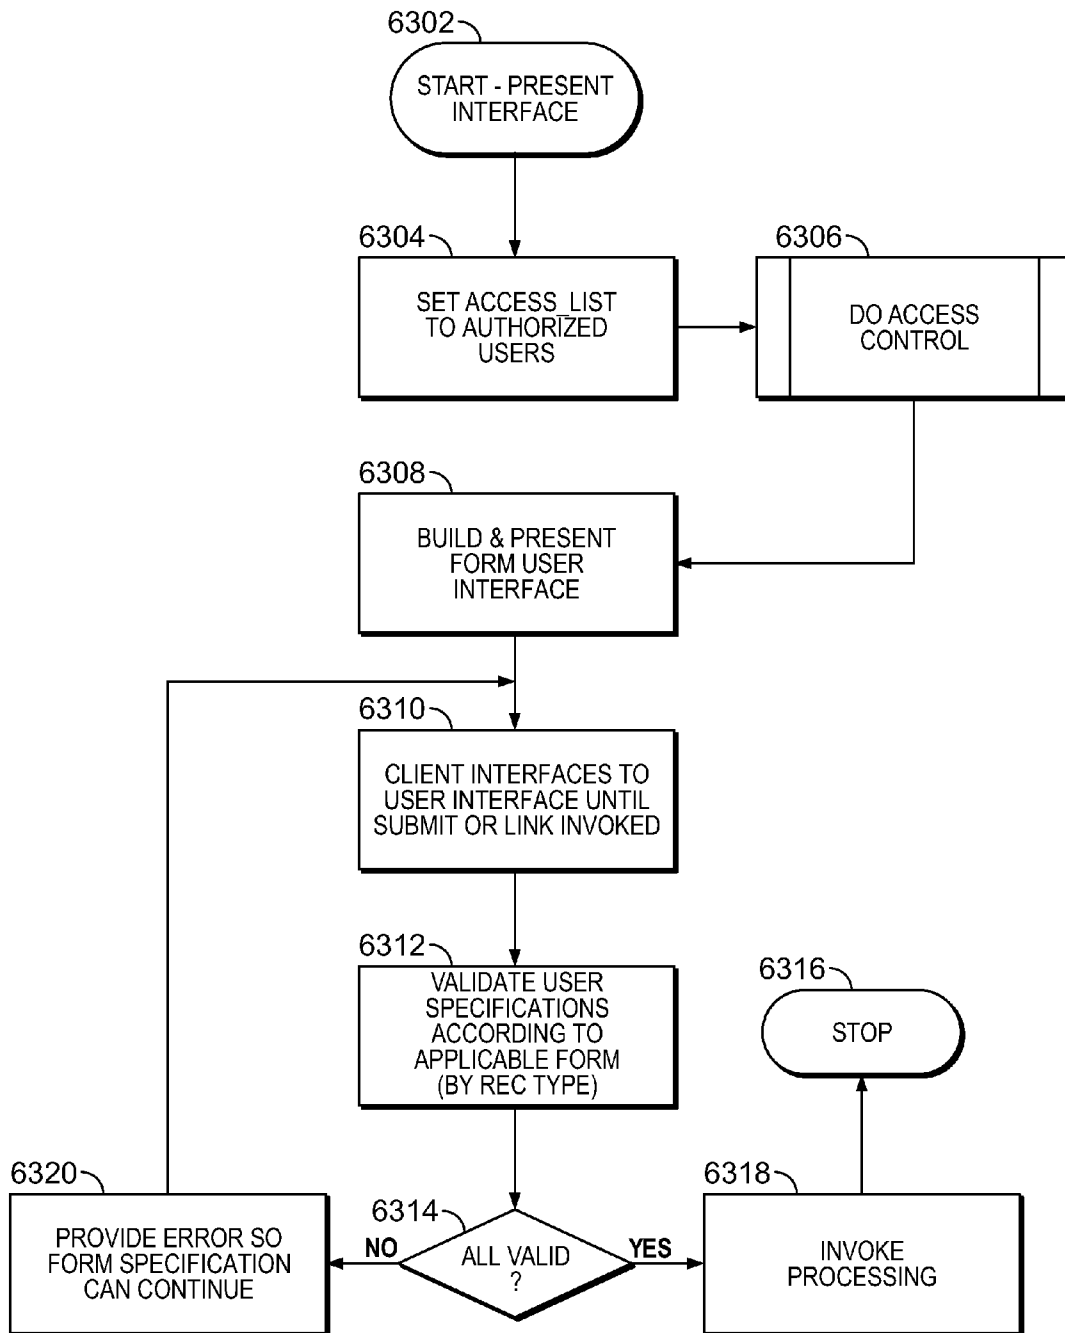 6302
START - PRESENT
INTERFACE
6304
SET ACCESS_LIST
TO AUTHORIZED
USERS
6306
DO ACCESS
CONTROL
6308
BUILD & PRESENT
FORM USER
INTERFACE
6310
CLIENT INTERFACES TO
USER INTERFACE UNTIL
SUBMIT OR LINK INVOKED
6312
VALIDATE USER
SPECIFICATIONS
ACCORDING TO
APPLICABLE FORM
(BY REC TYPE)
6316
STOP
6320
PROVIDE ERROR SO
FORM SPECIFICATION
CAN CONTINUE
6314
NO
ALL VALID
?
YES
6318
INVOKE
PROCESSING